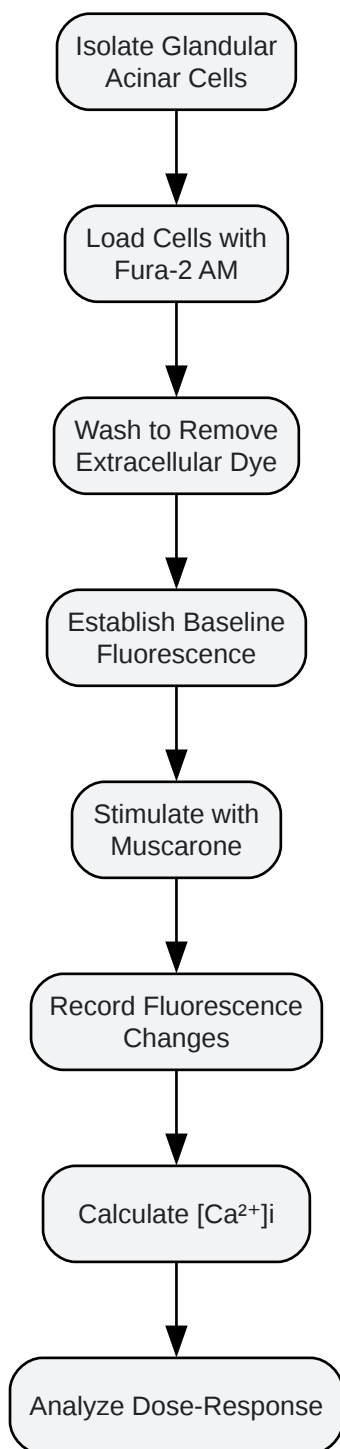 Isolate Glandular
Acinar Cells
Load Cells with
Fura-2 AM
Wash to Remove
Extracellular Dye
Establish Baseline
Fluorescence
Stimulate with
Muscarone
Record Fluorescence
Changes
Calculate [Ca²⁺]i
Analyze Dose-Response